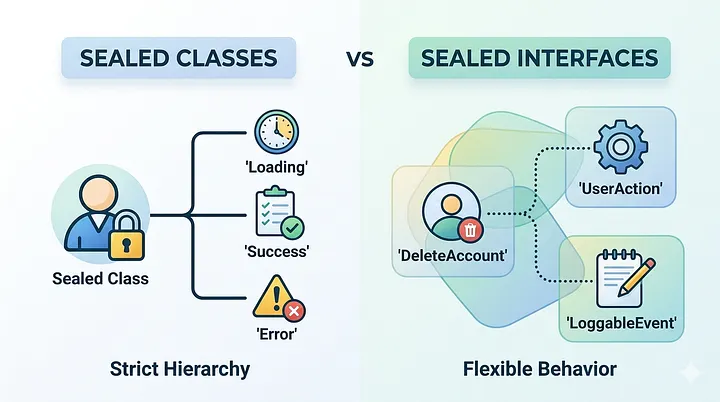 SEALED CLASSES
VS
SEALED INTERFACES
'Loading'
'Success'
'Error'
Sealed Class
Strict Hierarchy
'UserAction'
'DeleteAccount'
'LoggableEvent'
Flexible Behavior